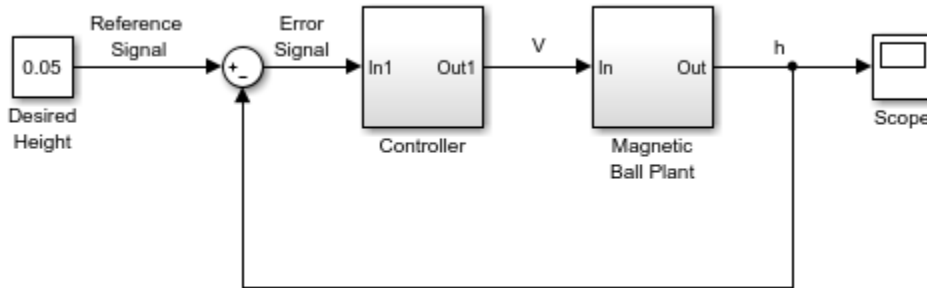 Reference
Signal
Error
Signal
0.05
In1
Out1
V
In
Out
h
Desired
Height
Controller
Magnetic
Ball Plant
Scope